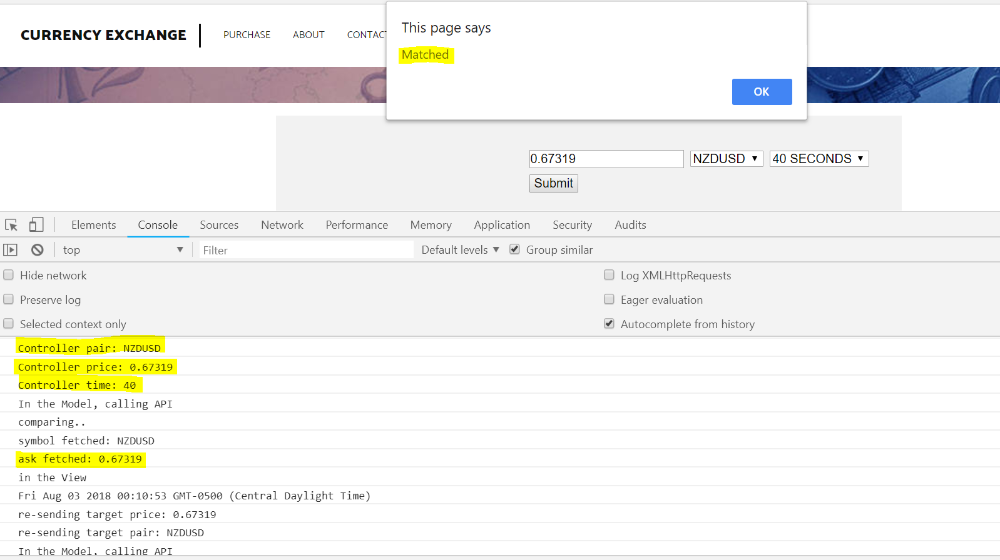 CURRENCY EXCHANGE
PURCHASE ABOUT CONTACT
This page says
Matched
OK
0.67319 NZDUSD 40 SECONDS
Submit
Elements Console Sources Network Performance Memory Application Security Audits
top Filter Default levels Group similar
Hide network Log XMLHttpRequests
Preserve log Eager evaluation
Selected context only Autocomplete from history
Controller pair: NZDUSD
Controller price: 0.67319
Controller time: 40
In the Model, calling API
comparing..
symbol fetched: NZDUSD
ask fetched: 0.67319
in the View
Fri Aug 03 2018 00:10:53 GMT-0500 (Central Daylight Time)
re-sending target price: 0.67319
re-sending target pair: NZDUSD
In the Model, calling API